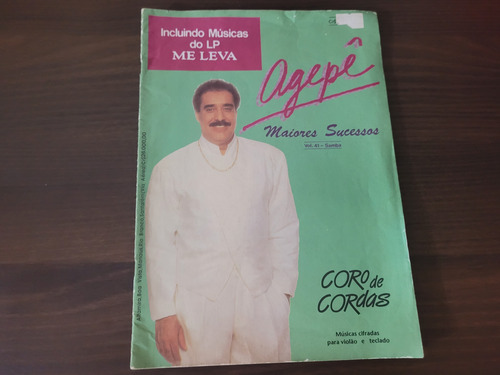 Incluindo Músicas
do LP
ME LEVA
Agepê
Maiores Sucessos
Vol. 41 - Samba
CORO de
CORdas
Músicas cifradas
para violão e teclado